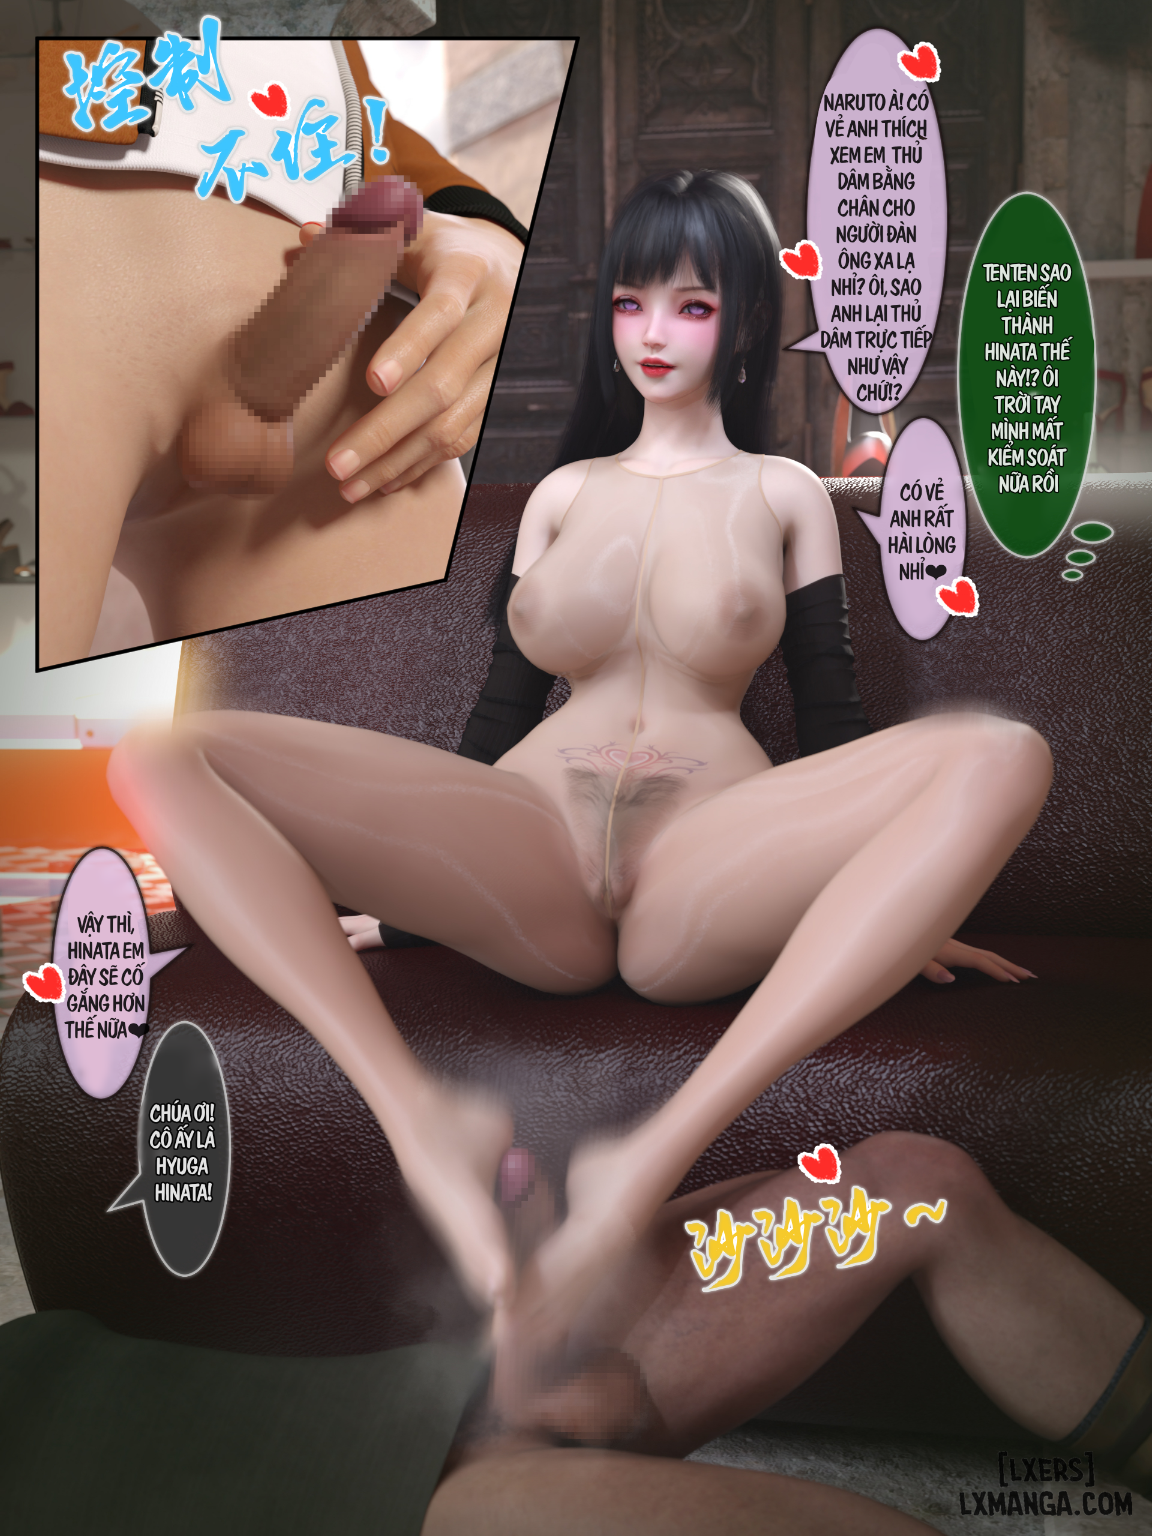 控制
不住!
NARUTO À! CÓ
VẺ ANH THÍCH
XEM EM THỦ
DÂM BẰNG
CHÂN CHO
NGƯỜI ĐÀN
ÔNG XA LẠ
NHỈ? ÔI, SAO
ANH LẠI THỦ
DÂM TRỰC TIẾP
NHƯ VẬY
CHỨ!?
TENTEN SAO
LẠI BIẾN
THÀNH
HINATA THẾ
NÀY!? ÔI
TRỜI TAY
MÌNH MẤT
KIỂM SOÁT
NỮA RỒI
CÓ VẺ
ANH RẤT
HÀI LÒNG
NHỈ❤
VẬY THÌ,
HINATA EM
ĐÂY SẼ CỐ
GẮNG HƠN
THẾ NỮA❤
CHÚA ƠI!
CÔ ẤY LÀ
HYUGA
HINATA!
沙沙沙~
[LXERS]
LXMANGA.COM